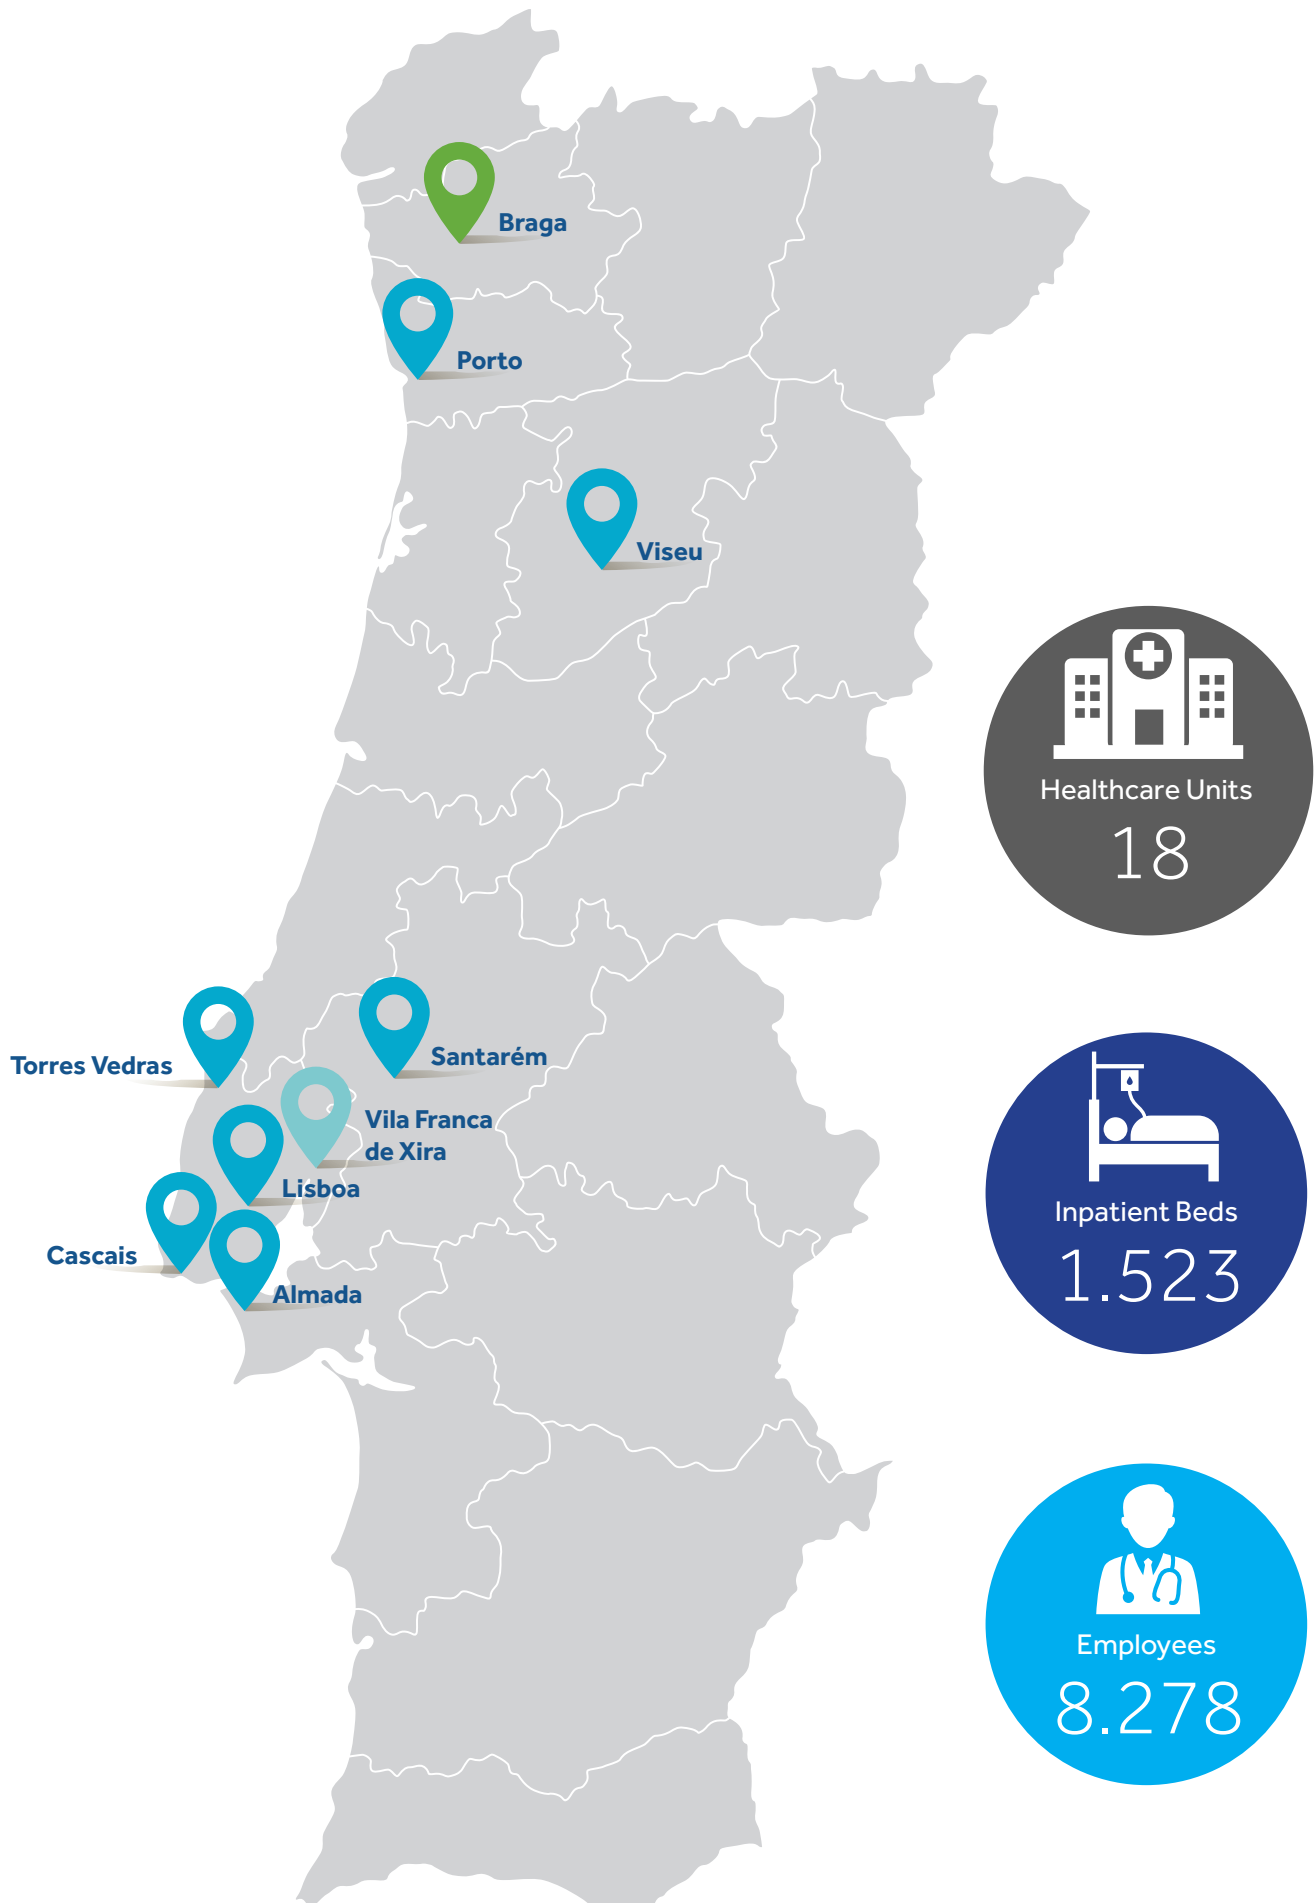 Braga
Porto
Viseu
Healthcare Units
18
Torres Vedras
Santarém
Vila Franca
de Xira
Lisboa
Cascais
Almada
Inpatient Beds
1.523
Employees
8.278